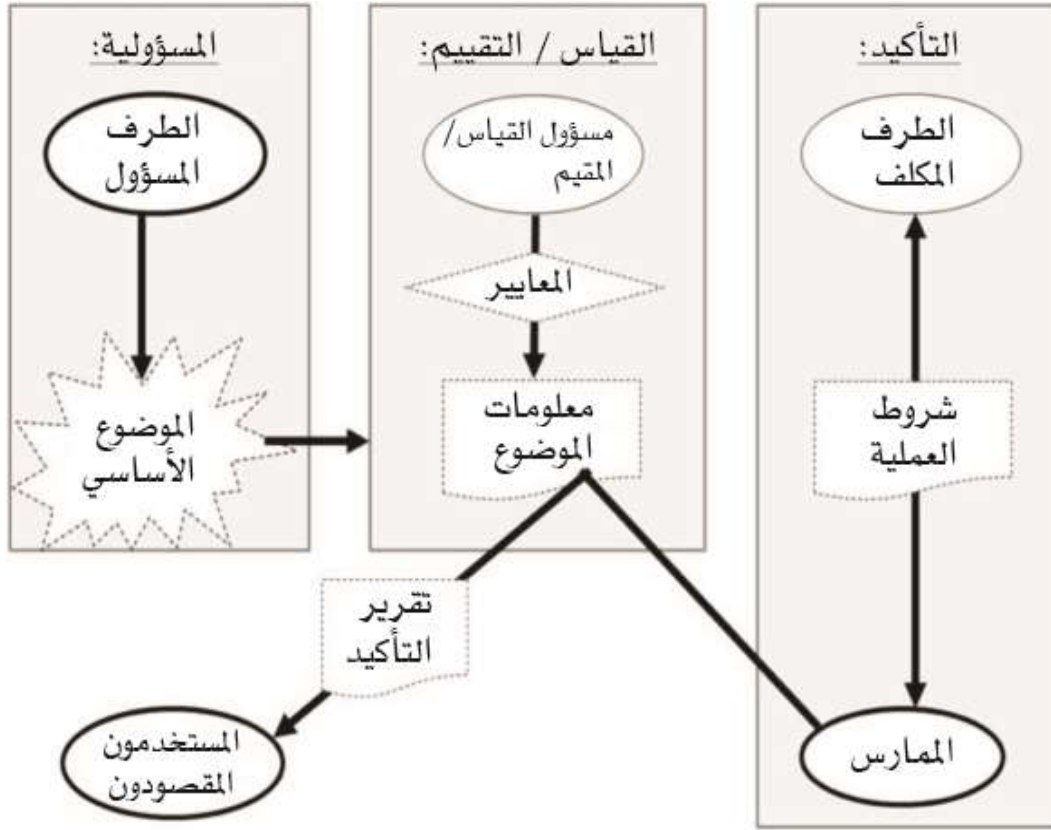 المسؤولية:
الطرف
المسؤول
الموضوع
الأساسي
القياس / التقييم:
مسؤول القياس/
المقيم
المعايير
معلومات
الموضوع
التأكيد:
الطرف
المكلف
شروط
العملية
الممارس
تقرير
التأكيد
المستخدمون
المقصودون